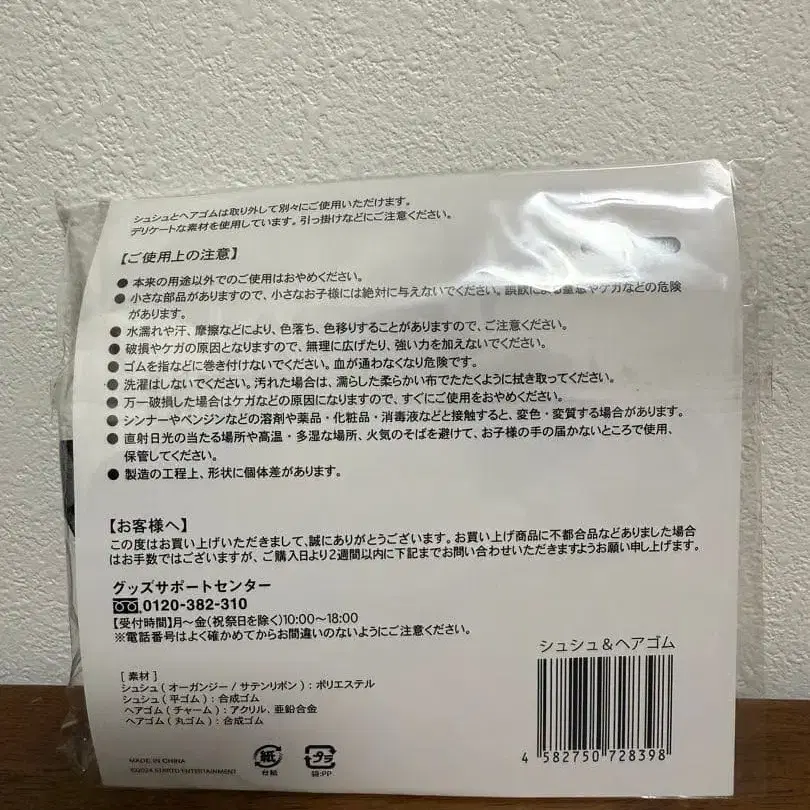 シュシュとヘアゴムは取り外して別々にご使用いただけます。
デリケートな素材を使用しています。引っ掛けなどにご注意ください。
【ご使用上の注意】
● 本来の用途以外でのご使用はおやめください。
● 小さな部品がありますので、小さなお子様には絶対に与えないでください。誤飲による窒息やケガなどの危険
があります。
● 水濡れや汗、摩擦などにより、色落ち、色移りすることがありますので、ご注意ください。
● 破損やケガの原因となりますので、無理に広げたり、強い力を加えないでください。
● ゴムを指などに巻き付けないでください。血が通わなくなり危険です。
● 洗濯はしないでください。汚れた場合は、濡らした柔らかい布でたたくように拭き取ってください。
● 万一破損した場合はケガなどの原因になりますので、すぐにご使用をおやめください。
● シンナーやベンジンなどの溶剤や薬品・化粧品・消毒液などと接触すると、変色・変質する場合があります。
● 直射日光の当たる場所や高温・多湿な場所、火気のそばを避けて、お子様の手の届かないところで使用、
保管してください。
● 製造の工程上、形状に個体差があります。
【お客様へ】
この度はお買い上げいただきまして、誠にありがとうございます。お買い上げ商品に不都合品などありました場合
はお手数ではございますが、ご購入日より2週間以内に下記までお問い合わせいただきますようお願い申し上げます。
グッズサポートセンター
0120-382-310
【受付時間】月〜金(祝祭日を除く)10:00〜18:00
※電話番号はよく確かめてからお間違いのないようにご注意ください。
シュシュ&ヘアゴム
[ 素材 ]
シュシュ( オーガンジー / サテンリボン ) : ポリエステル
シュシュ( 平ゴム ) : 合成ゴム
ヘアゴム( チャーム ) : アクリル、亜鉛合金
ヘアゴム( 丸ゴム ) : 合成ゴム
4 582750 728398
MADE IN CHINA
©2024 STARTO ENTERTAINMENT
紙
台紙
プラ
袋:PP